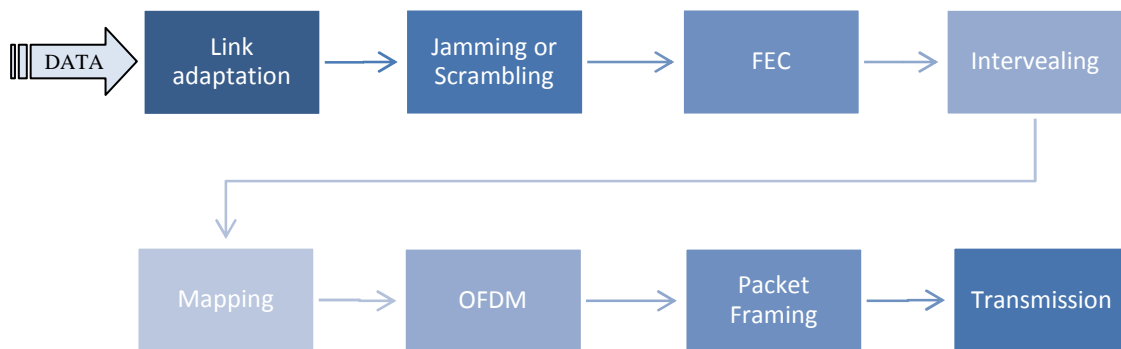 DATA
Link
adaptation
Jamming or
Scrambling
FEC
Intervealing
Mapping
OFDM
Packet
Framing
Transmission